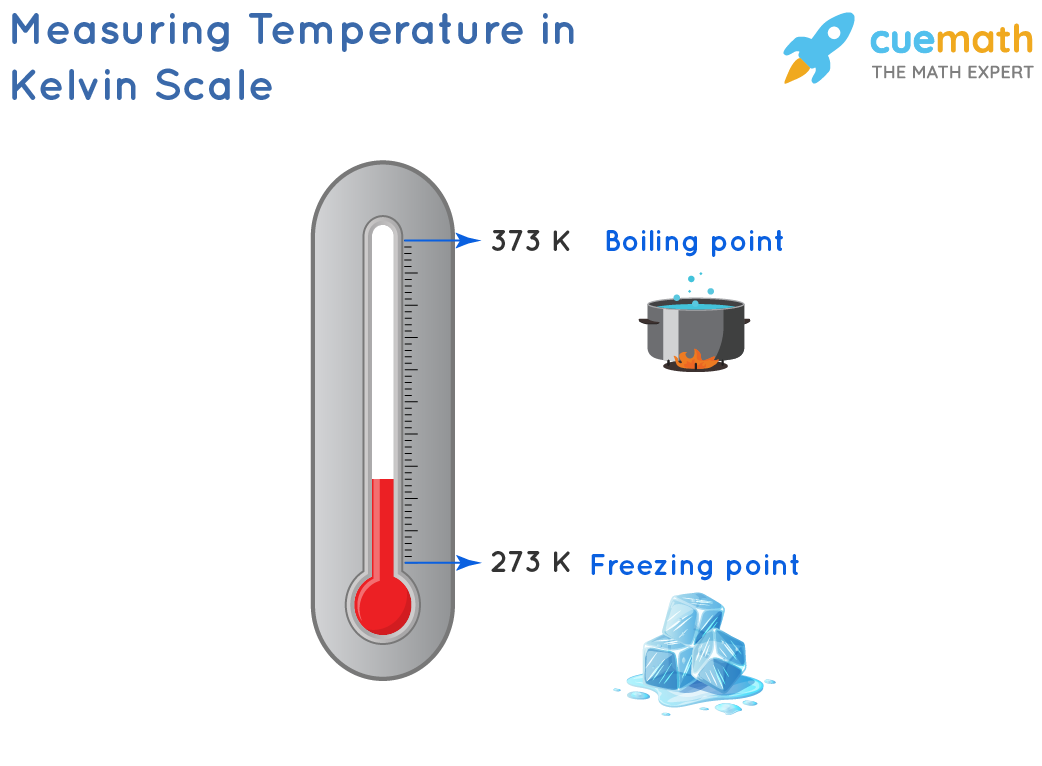 Measuring Temperature in
Kelvin Scale
cuemath
THE MATH EXPERT
373 K Boiling point
273 K Freezing point